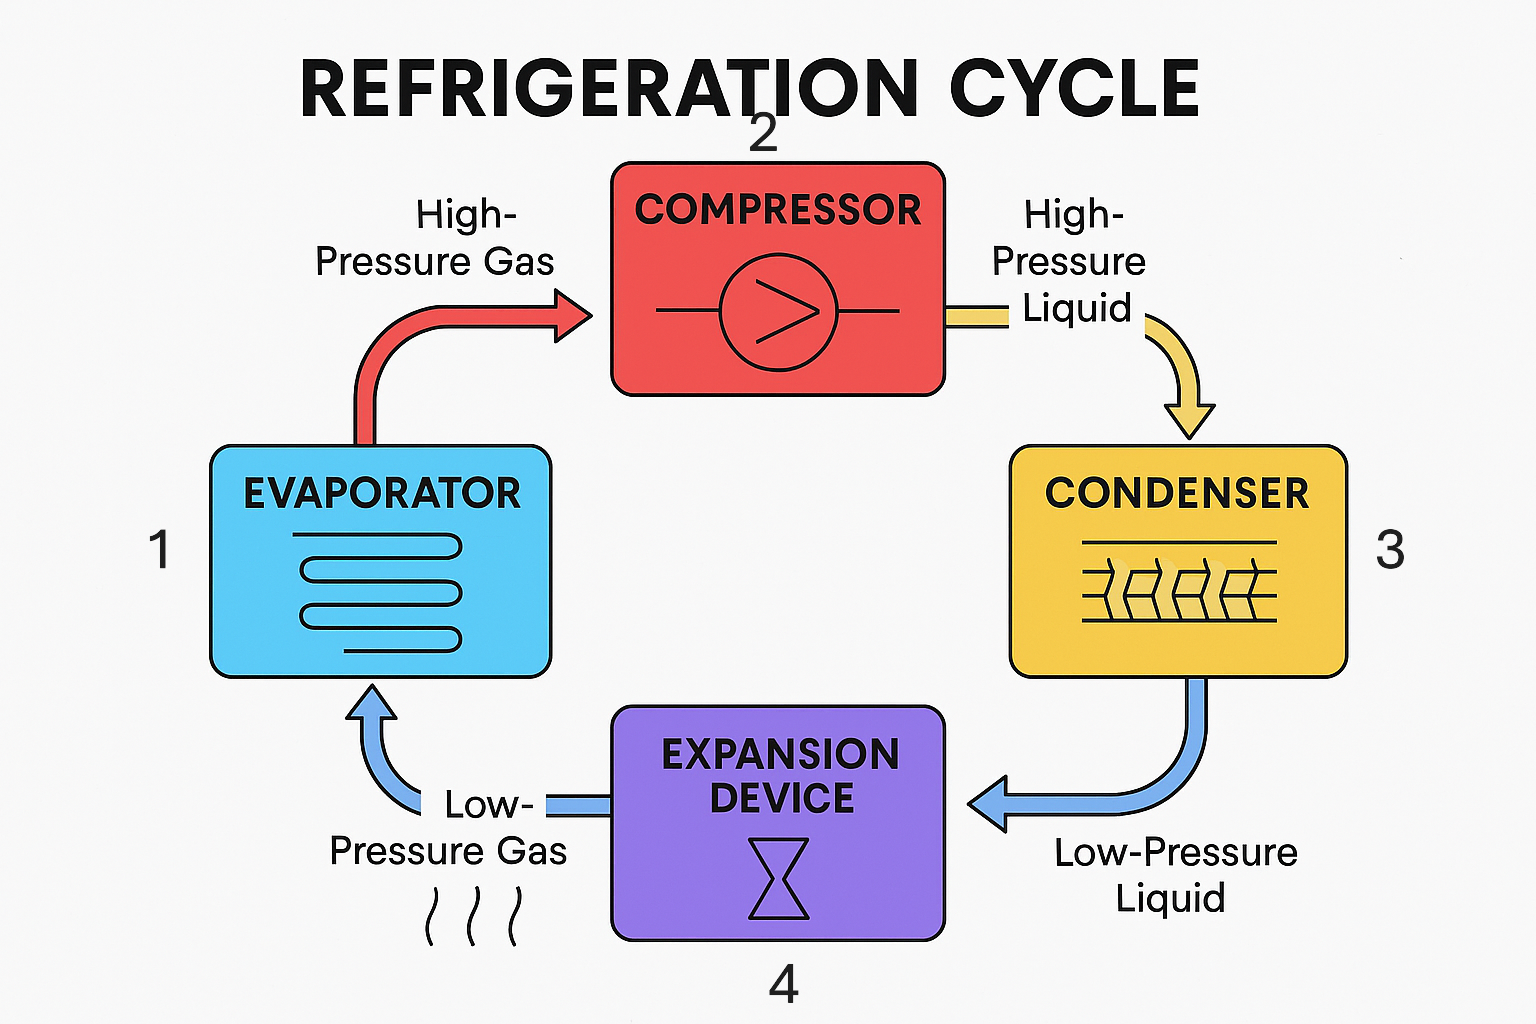 REFRIGERATION CYCLE
2
COMPRESSOR
High-
Pressure Gas
High-
Pressure
Liquid
EVAPORATOR
1
CONDENSER
3
EXPANSION
DEVICE
Low-
Pressure Gas
Low-Pressure
Liquid
4